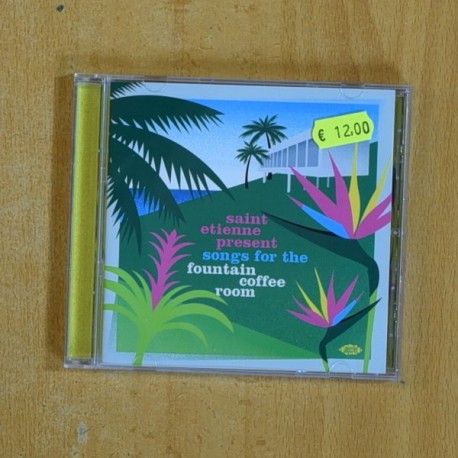 € 12,00
saint
etienne
present
songs for the
fountain
coffee
room